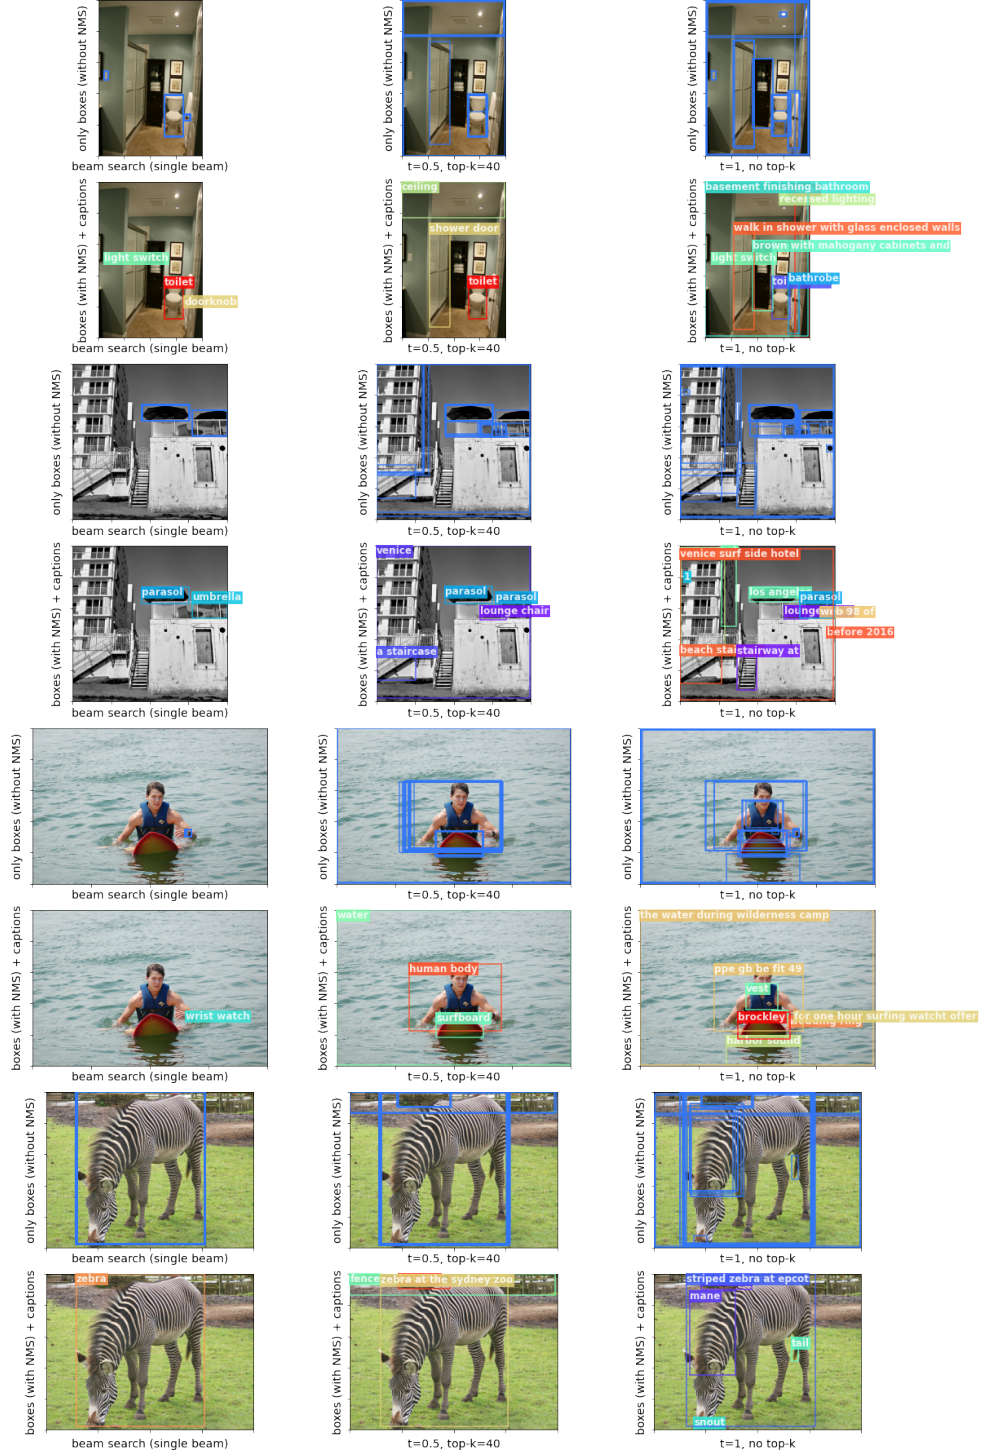 only boxes (without NMS)
beam search (single beam)
only boxes (without NMS)
t=0.5, top-k=40
only boxes (without NMS)
t=1, no top-k
boxes (with NMS) + captions
light switch
toilet
doorknob
beam search (single beam)
boxes (with NMS) + captions
ceiling
shower door
toilet
t=0.5, top-k=40
boxes (with NMS) + captions
basement finishing bathroom
recessed lighting
walk in shower with glass enclosed walls
brown with mahogany cabinets and
light switch
bathrobe
t=1, no top-k
only boxes (without NMS)
beam search (single beam)
only boxes (without NMS)
t=0.5, top-k=40
only boxes (without NMS)
t=1, no top-k
boxes (with NMS) + captions
parasol
umbrella
beam search (single beam)
boxes (with NMS) + captions
venice
parasol
parasol
lounge chair
a staircase
t=0.5, top-k=40
boxes (with NMS) + captions
venice surf side hotel
1
los angeles
parasol
lounge
web 98 of
before 2016
beach stai
stairway at
t=1, no top-k
only boxes (without NMS)
beam search (single beam)
only boxes (without NMS)
t=0.5, top-k=40
only boxes (without NMS)
t=1, no top-k
boxes (with NMS) + captions
wrist watch
beam search (single beam)
boxes (with NMS) + captions
water
human body
surfboard
t=0.5, top-k=40
boxes (with NMS) + captions
the water during wilderness camp
ppe gb be fit 49
vest
brockley
for one hour surfing watcht offer
wedding ring
harbor sound
t=1, no top-k
only boxes (without NMS)
beam search (single beam)
only boxes (without NMS)
t=0.5, top-k=40
only boxes (without NMS)
t=1, no top-k
boxes (with NMS) + captions
zebra
beam search (single beam)
boxes (with NMS) + captions
fence
zebra at the sydney zoo
t=0.5, top-k=40
boxes (with NMS) + captions
striped zebra at epcot
mane
tail
snout
t=1, no top-k